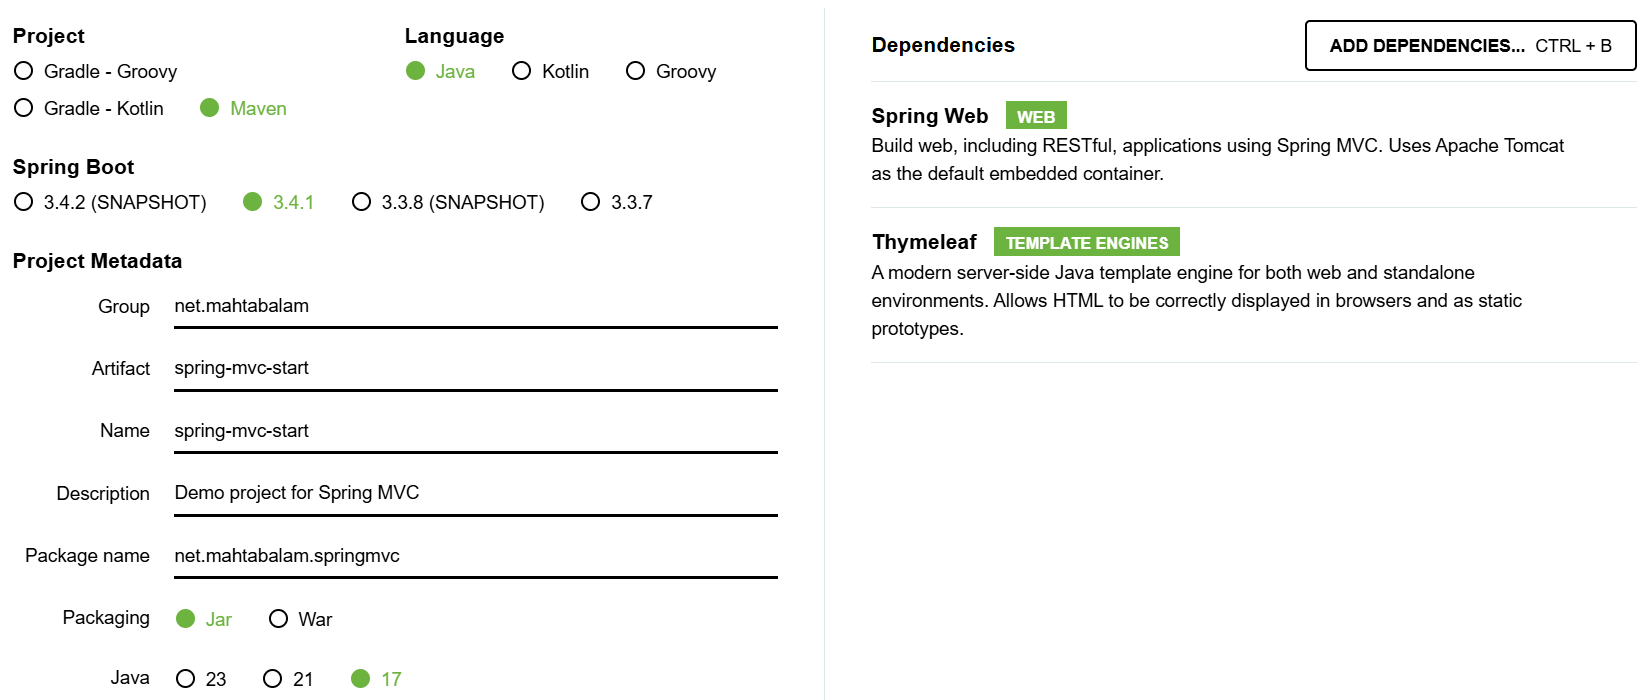 Project
Gradle - Groovy
Gradle - Kotlin Maven
Language
Java Kotlin Groovy
Spring Boot
3.4.2 (SNAPSHOT) 3.4.1 3.3.8 (SNAPSHOT) 3.3.7
Project Metadata
Group net.mahtabalam
Artifact spring-mvc-start
Name spring-mvc-start
Description Demo project for Spring MVC
Package name net.mahtabalam.springmvc
Packaging Jar War
Java 23 21 17
Dependencies ADD DEPENDENCIES... CTRL + B
Spring Web WEB
Build web, including RESTful, applications using Spring MVC. Uses Apache Tomcat
as the default embedded container.
Thymeleaf TEMPLATE ENGINES
A modern server-side Java template engine for both web and standalone
environments. Allows HTML to be correctly displayed in browsers and as static
prototypes.